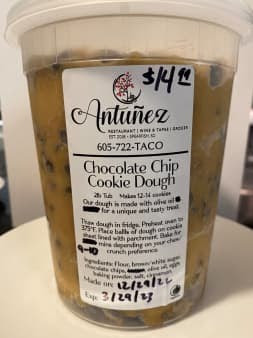 $14.99
Antúñez
RESTAURANT | WINE & TAPAS | GROCER
EST 2018 - SPEARFISH, SD
605-722-TACO
Chocolate Chip
Cookie Dough
2lb Tub Makes 12-14 cookies
Our dough is made with olive oil
for a unique and tasty treat.
Thaw dough in fridge. Preheat oven to
375°F. Place balls of dough on cookie
sheet lined with parchment. Bake for
9-10 mins depending on your chew/
crunch preference.
Ingredients: Flour, brown/white sugar,
chocolate chips, olive oil, eggs,
baking powder, salt, cinnamon.
Made on: 12/29/22
Exp: 3/29/23